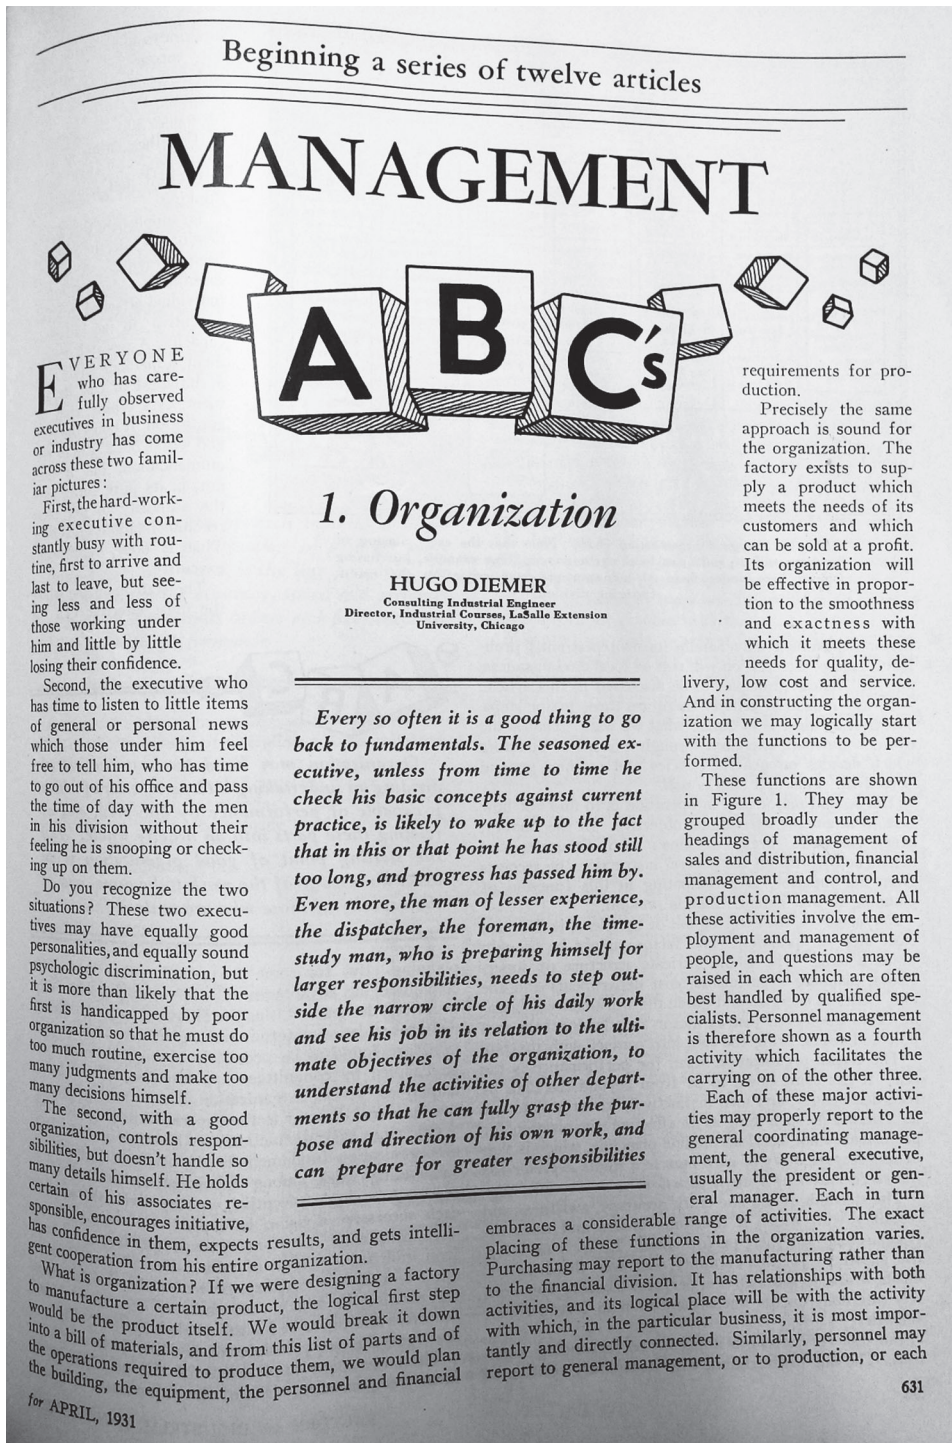 Beginning a series of twelve articles
MANAGEMENT
A B C's
1. Organization
HUGO DIEMER
Consulting Industrial Engineer
Director, Industrial Courses, LaSalle Extension
University, Chicago
EVERYONE
who has care-
fully observed
executives in business
or industry has come
across these two famil-
iar pictures:
First, the hard-work-
ing executive con-
stantly busy with rou-
tine, first to arrive and
last to leave, but see-
ing less and less of
those working under
him and little by little
losing their confidence.
Second, the executive who
has time to listen to little items
of general or personal news
which those under him feel
free to tell him, who has time
to go out of his office and pass
the time of day with the men
in his division without their
feeling he is snooping or check-
ing up on them.
Do you recognize the two
situations? These two execu-
tives may have equally good
personalities, and equally sound
psychologic discrimination, but
it is more than likely that the
first is handicapped by poor
organization so that he must do
too much routine, exercise too
many judgments and make too
many decisions himself.
The second, with a good
organization, controls respon-
sibilities, but doesn't handle so
many details himself. He holds
certain of his associates re-
sponsible, encourages initiative,
has confidence in them, expects results, and gets intelli-
gent cooperation from his entire organization.
What is organization? If we were designing a factory
to manufacture a certain product, the logical first step
would be the product itself. We would break it down
into a bill of materials, and from this list of parts and of
the operations required to produce them, we would plan
the building, the equipment, the personnel and financial
Every so often it is a good thing to go
back to fundamentals. The seasoned ex-
ecutive, unless from time to time he
check his basic concepts against current
practice, is likely to wake up to the fact
that in this or that point he has stood still
too long, and progress has passed him by.
Even more, the man of lesser experience,
the dispatcher, the foreman, the time-
study man, who is preparing himself for
larger responsibilities, needs to step out-
side the narrow circle of his daily work
and see his job in its relation to the ulti-
mate objectives of the organization, to
understand the activities of other depart-
ments so that he can fully grasp the pur-
pose and direction of his own work, and
can prepare for greater responsibilities
requirements for pro-
duction.
Precisely the same
approach is sound for
the organization. The
factory exists to sup-
ply a product which
meets the needs of its
customers and which
can be sold at a profit.
Its organization will
be effective in propor-
tion to the smoothness
and exactness with
which it meets these
needs for quality, de-
livery, low cost and service.
And in constructing the organ-
ization we may logically start
with the functions to be per-
formed.
These functions are shown
in Figure 1. They may be
grouped broadly under the
headings of management of
sales and distribution, financial
management and control, and
production management. All
these activities involve the em-
ployment and management of
people, and questions may be
raised in each which are often
best handled by qualified spe-
cialists. Personnel management
is therefore shown as a fourth
activity which facilitates the
carrying on of the other three.
Each of these major activi-
ties may properly report to the
general coordinating manage-
ment, the general executive,
usually the president or gen-
eral manager. Each in turn
embraces a considerable range of activities. The exact
placing of these functions in the organization varies.
Purchasing may report to the manufacturing rather than
to the financial division. It has relationships with both
activities, and its logical place will be with the activity
with which, in the particular business, it is most impor-
tantly and directly connected. Similarly, personnel may
report to general management, or to production, or each
for APRIL, 1931
631